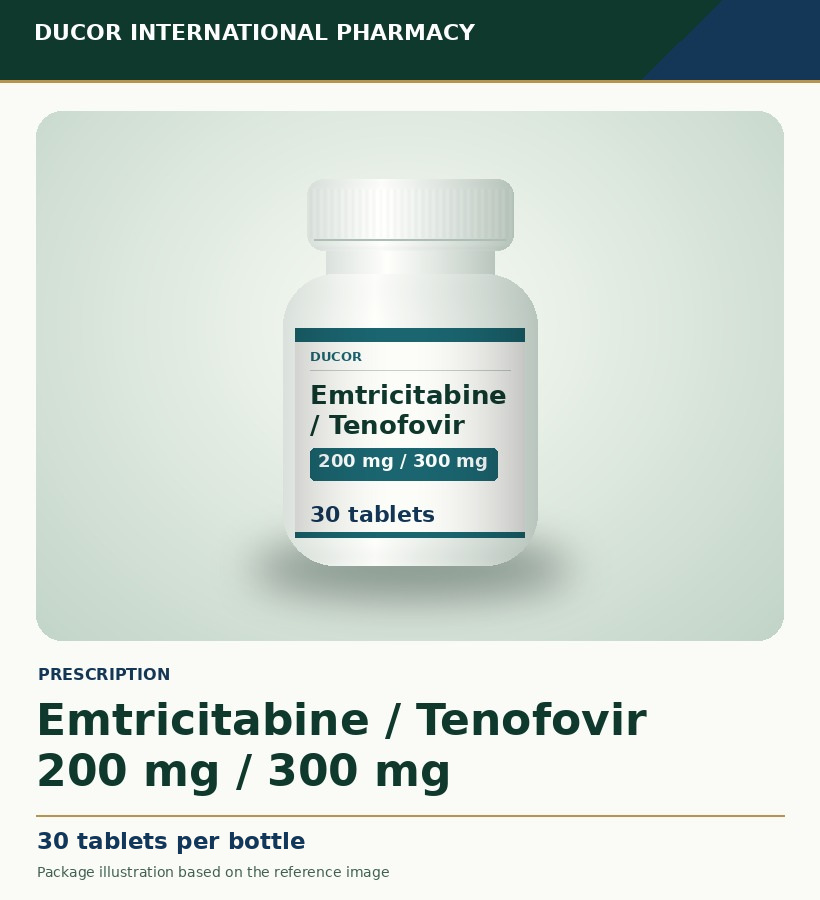 DUCOR INTERNATIONAL PHARMACY
DUCOR
Emtricitabine
/ Tenofovir
200 mg / 300 mg
30 tablets
PRESCRIPTION
Emtricitabine / Tenofovir
200 mg / 300 mg
30 tablets per bottle
Package illustration based on the reference image